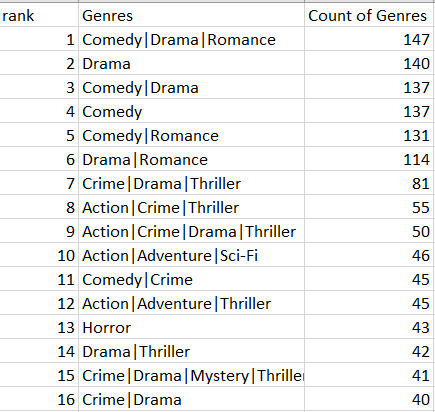 rank Genres Count of Genres
1 Comedy|Drama|Romance 147
2 Drama 140
3 Comedy|Drama 137
4 Comedy 137
5 Comedy|Romance 131
6 Drama|Romance 114
7 Crime|Drama|Thriller 81
8 Action|Crime|Thriller 55
9 Action|Crime|Drama|Thriller 50
10 Action|Adventure|Sci-Fi 46
11 Comedy|Crime 45
12 Action|Adventure|Thriller 45
13 Horror 43
14 Drama|Thriller 42
15 Crime|Drama|Mystery|Thriller 41
16 Crime|Drama 40